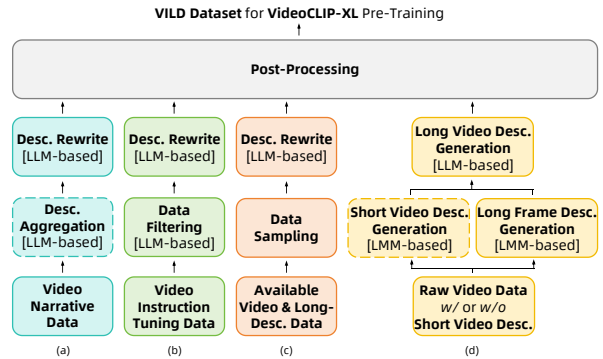 VILD Dataset for VideoCLIP-XL Pre-Training
Post-Processing
Desc. Rewrite
[LLM-based]
Desc. Aggregation
[LLM-based]
Video
Narrative
Data
(a)
Desc. Rewrite
[LLM-based]
Data
Filtering
[LLM-based]
Video
Instruction
Tuning Data
(b)
Desc. Rewrite
[LLM-based]
Data
Sampling
Available
Video & Long-
Desc. Data
(c)
Long Video Desc.
Generation
[LLM-based]
Short Video Desc.
Generation
[LMM-based]
Long Frame Desc.
Generation
[LMM-based]
Raw Video Data
w/ or w/o
Short Video Desc.
(d)